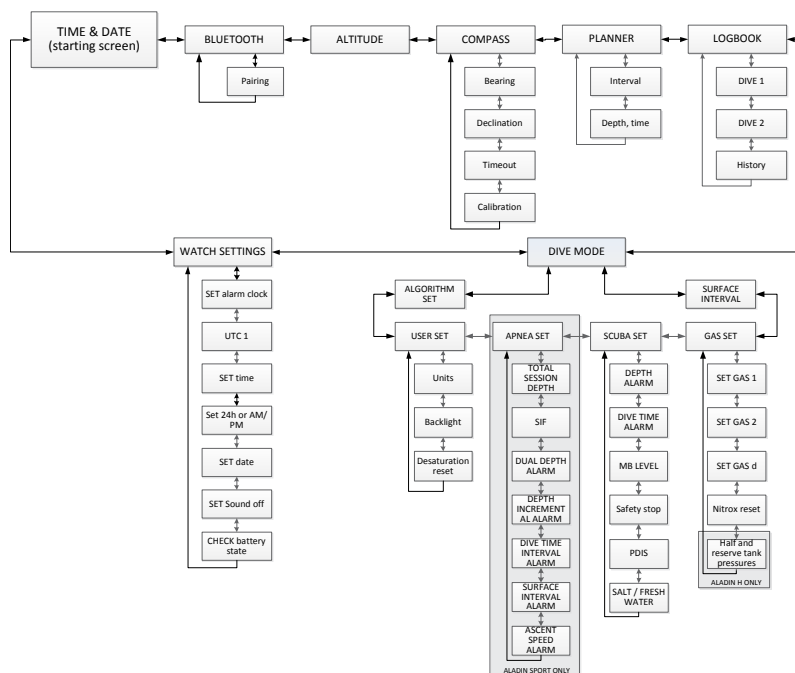 TIME & DATE
(starting screen)
BLUETOOTH
ALTITUDE
COMPASS
PLANNER
LOGBOOK
Pairing
Bearing
Declination
Timeout
Calibration
Interval
Depth, time
DIVE 1
DIVE 2
History
WATCH SETTINGS
DIVE MODE
SET alarm clock
UTC 1
SET time
Set 24h or AM/
PM
SET date
SET Sound off
CHECK battery
state
ALGORITHM
SET
SURFACE
INTERVAL
USER SET
APNEA SET
SCUBA SET
GAS SET
Units
Backlight
Desaturation
reset
TOTAL
SESSION
DEPTH
SIF
DUAL DEPTH
ALARM
DEPTH
INCREMENT
AL ALARM
DIVE TIME
INTERVAL
ALARM
SURFACE
INTERVAL
ALARM
ASCENT
SPEED
ALARM
ALADIN SPORT ONLY
DEPTH
ALARM
DIVE TIME
ALARM
MB LEVEL
Safety stop
PDIS
SALT / FRESH
WATER
SET GAS 1
SET GAS 2
SET GAS d
Nitrox reset
Half and
reserve tank
pressures
ALADIN H ONLY